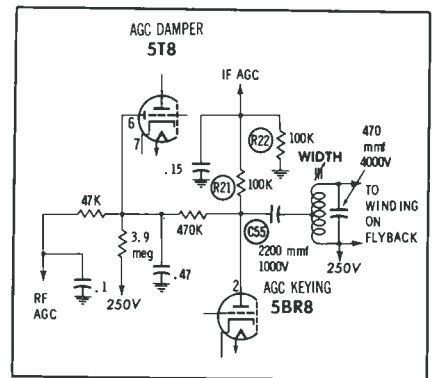 AGC DAMPER
5T8
6
7
IF AGC
R22
100K
WIDTH
470
mmf
4000V
.15
R21
100K
47K
470K
TO
WINDING
ON
FLYBACK
C55
2200 mmf
1000V
3.9
meg
.47
250V
.1
RF
AGC
250V
2
AGC KEYING
5BR8